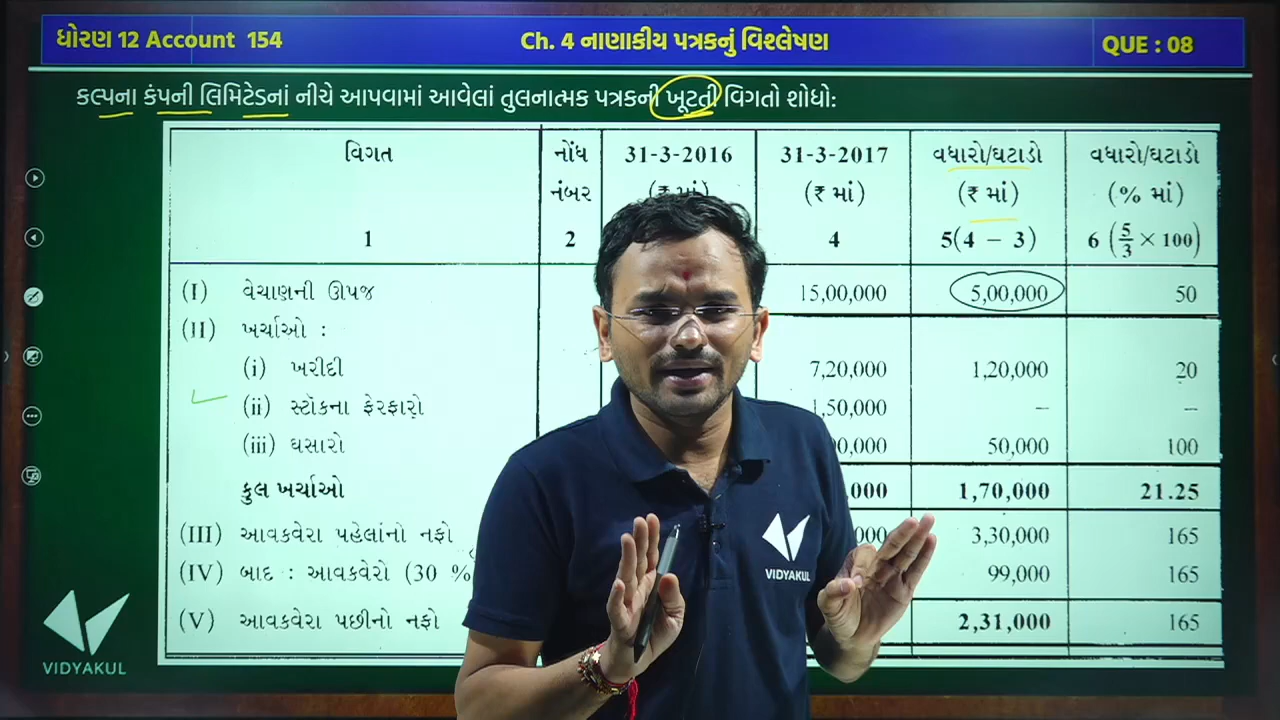 ધોરણ 12 Account 154
Ch. 4 નાણાકીય પત્રકનું વિશ્લેષણ
QUE : 08
કલ્પના કંપની લિમિટેડનાં નીચે આપવામાં આવેલાં તુલનાત્મક પત્રકની ખૂટતી વિગતો શોધો:
વિગત નોંધ 31-3-2016 31-3-2017 વધારો/ઘટાડો વધારો/ઘટાડો
નંબર (₹ માં) (₹ માં) (₹ માં) (% માં)
1 2 4 5(4 − 3) 6 (5/3 × 100)
(I) વેચાણની ઊપજ 15,00,000 5,00,000 50
(II) ખર્ચાઓ :
(i) ખરીદી 7,20,000 1,20,000 20
(ii) સ્ટૉકના ફેરફારો 1,50,000 – –
(iii) ઘસારો 50,000 100
કુલ ખર્ચાઓ 1,70,000 21.25
(III) આવકવેરા પહેલાંનો નફો 3,30,000 165
(IV) બાદ : આવકવેરો (30 % 99,000 165
(V) આવકવેરા પછીનો નફો 2,31,000 165
VIDYAKUL
VIDYAKUL